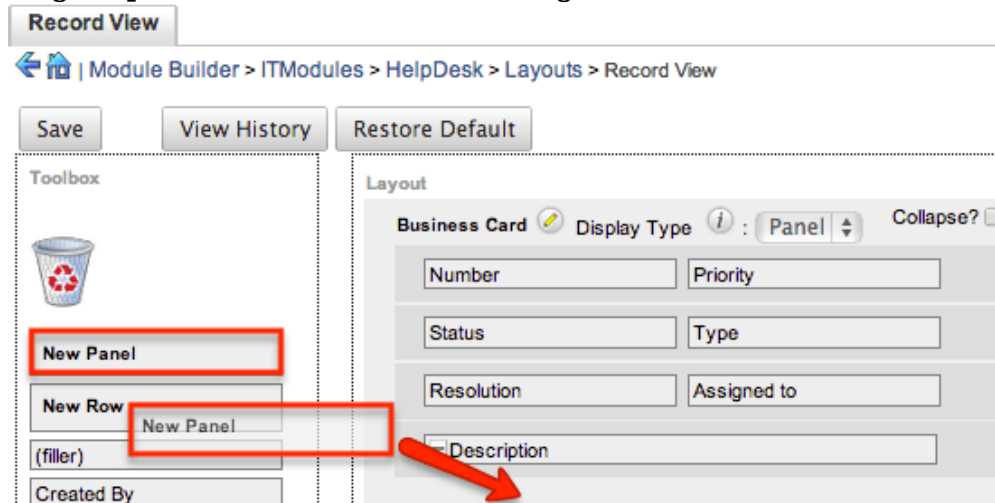 Record View
| Module Builder > ITModules > HelpDesk > Layouts > Record View
Save View History Restore Default
Toolbox
Layout
Business Card Display Type i : Panel Collapse?
Number Priority
Status Type
New Panel
Resolution Assigned to
New Row
New Panel
(filler)
Description
Created By